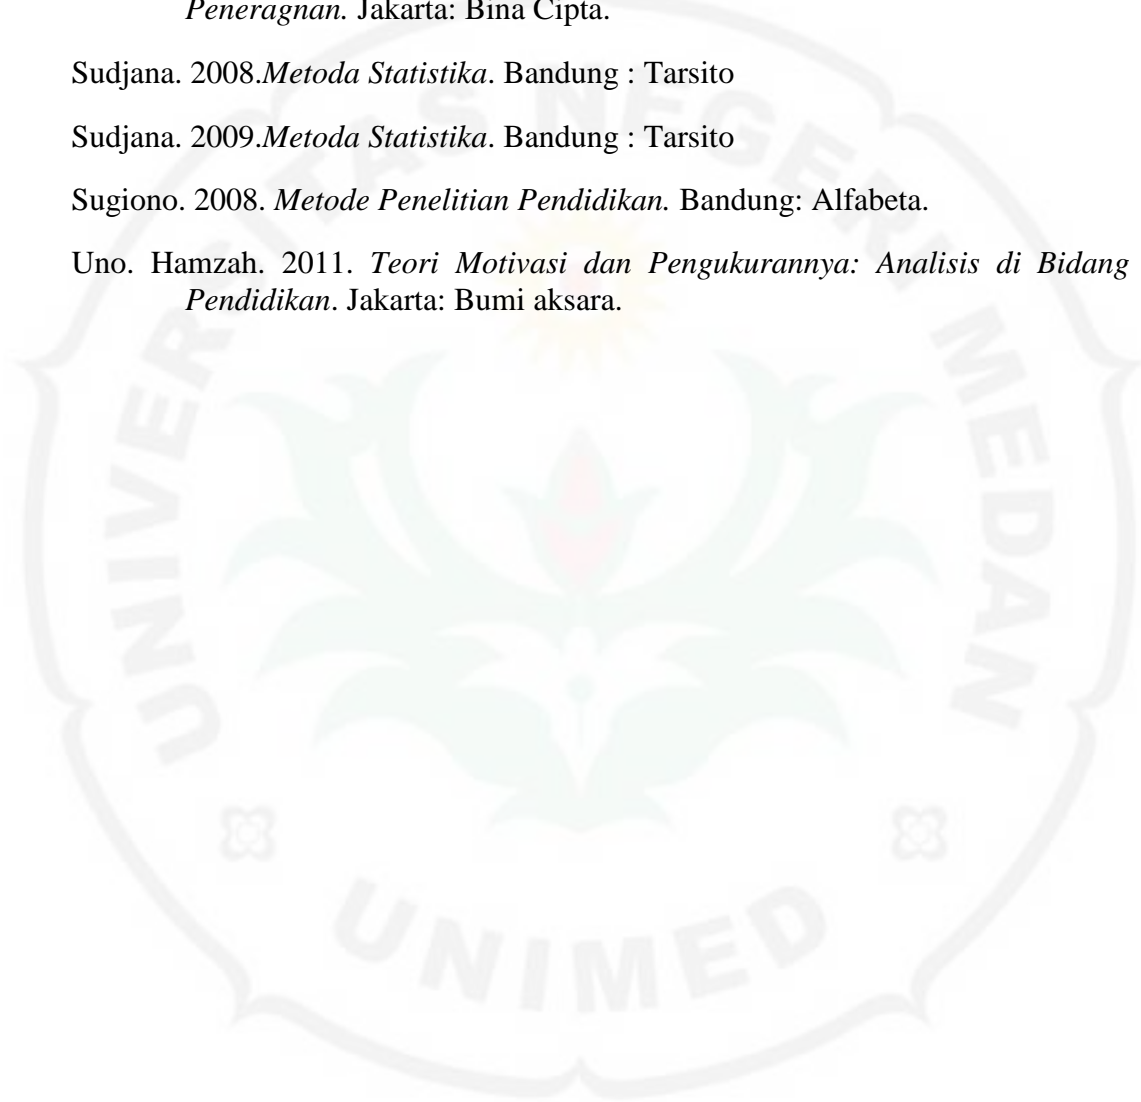 Peneragnan. Jakarta: Bina Cipta.
Sudjana. 2008.Metoda Statistika. Bandung : Tarsito
Sudjana. 2009.Metoda Statistika. Bandung : Tarsito
Sugiono. 2008. Metode Penelitian Pendidikan. Bandung: Alfabeta.
Uno. Hamzah. 2011. Teori Motivasi dan Pengukurannya: Analisis di Bidang
Pendidikan. Jakarta: Bumi aksara.
UNIVERSITAS NEGERI MEDAN
UNIMED